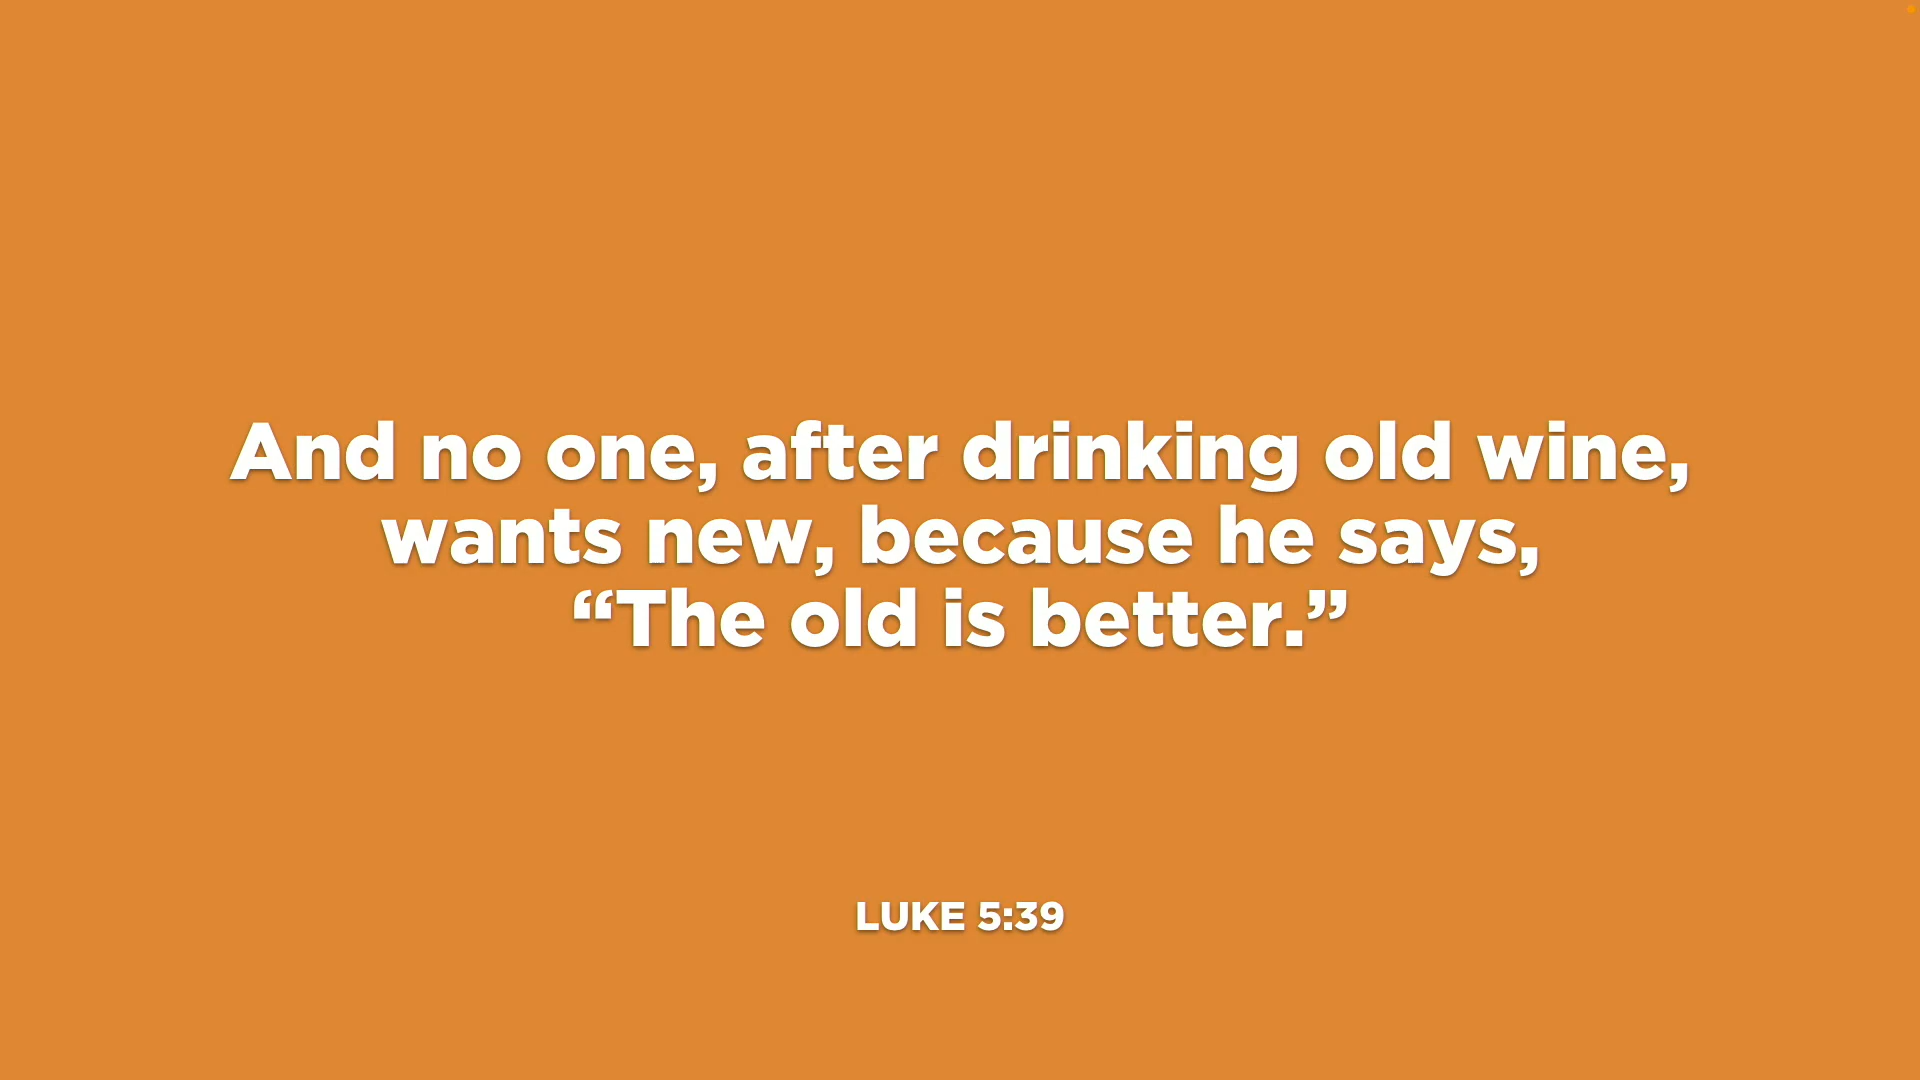 And no one, after drinking old wine,
wants new, because he says,
“The old is better.”
LUKE 5:39